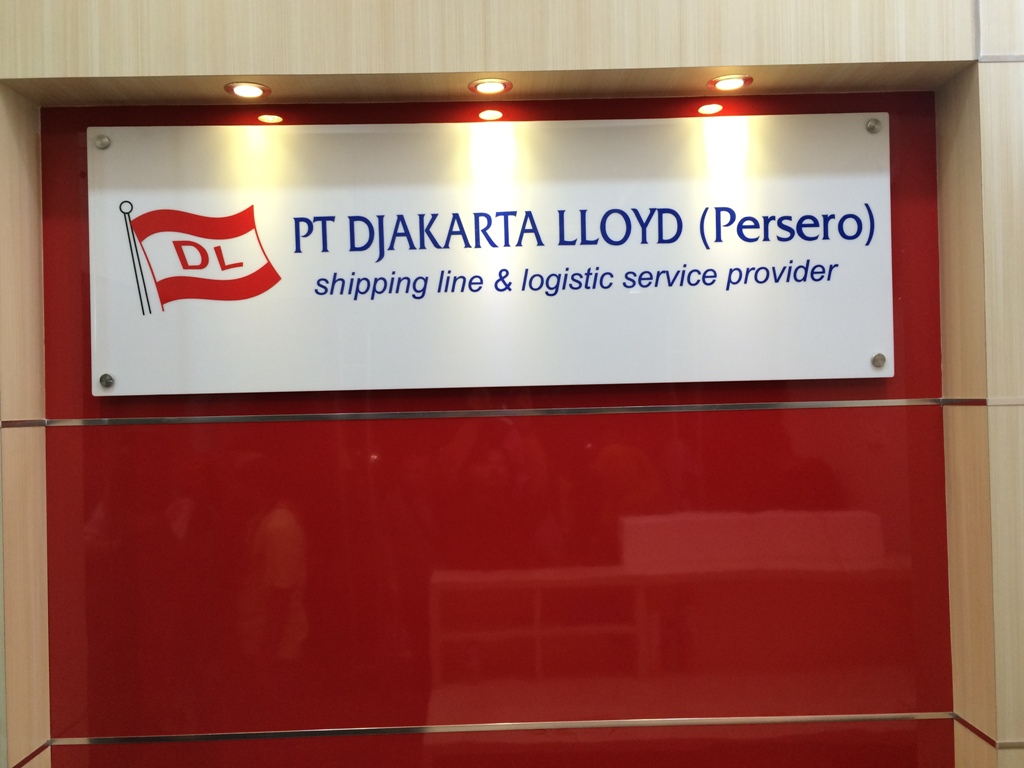 DL
PT DJAKARTA LLOYD (Persero)
shipping line & logistic service provider